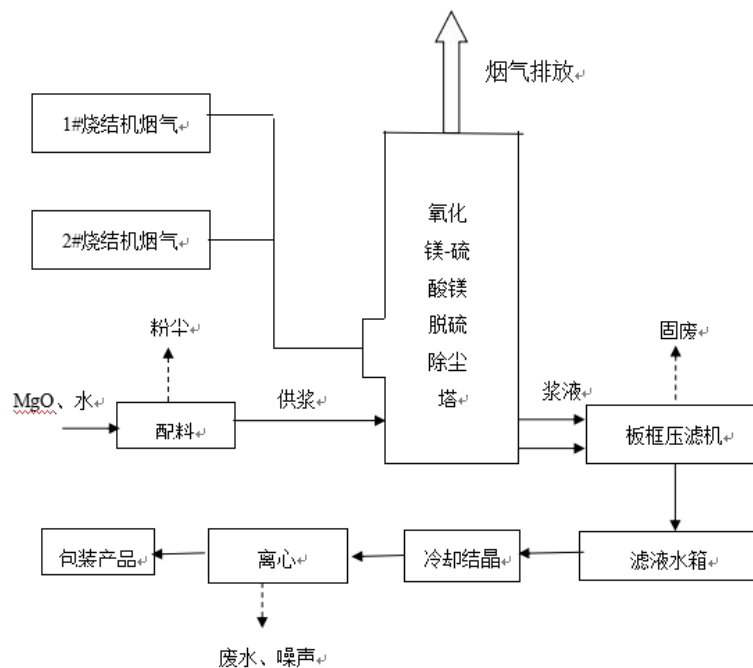 烟气排放
1#烧结机烟气
2#烧结机烟气
氧化
镁-硫
酸镁
脱硫
除尘
塔
粉尘
固废
MgO、水
供浆
浆液
配料
板框压滤机
包装产品
离心
冷却结晶
滤液水箱
废水、噪声